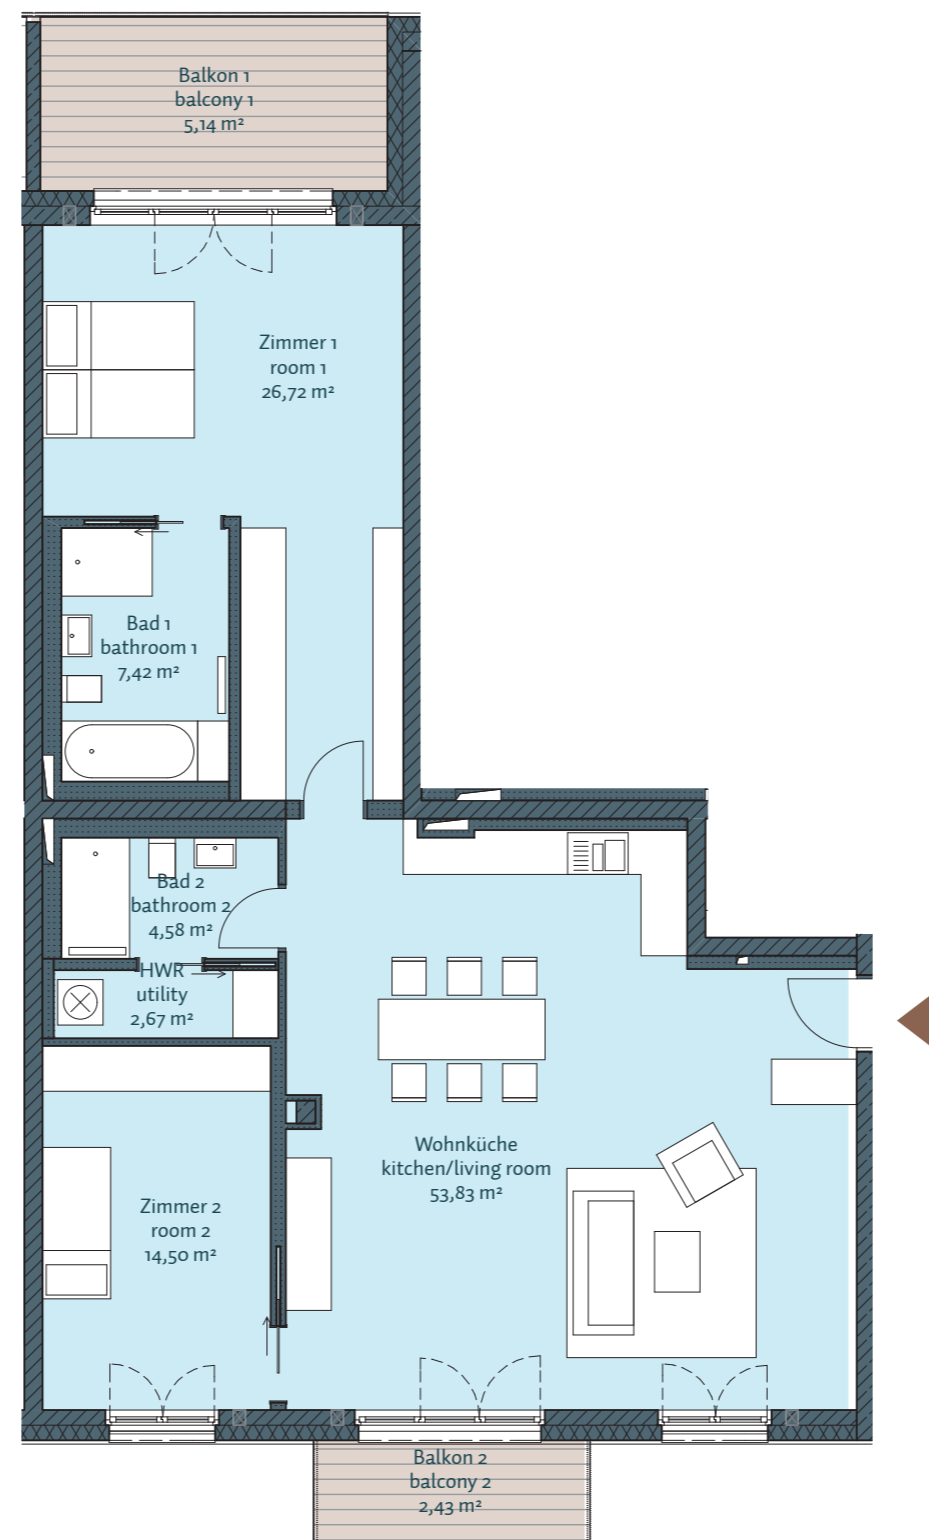 Balkon 1
balcony 1
5,14 m²
Zimmer 1
room 1
26,72 m²
Bad 1
bathroom 1
7,42 m²
Bad 2
bathroom 2
4,58 m²
HWR
utility
2,67 m²
Wohnküche
kitchen/living room
53,83 m²
Zimmer 2
room 2
14,50 m²
Balkon 2
balcony 2
2,43 m²